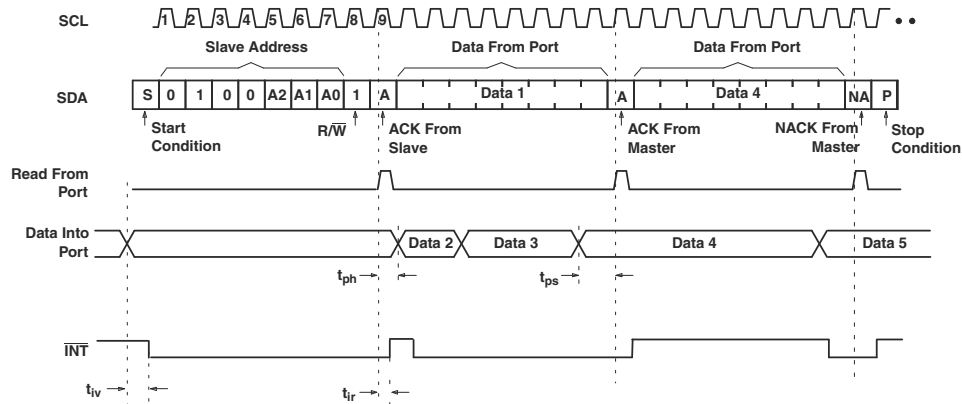 SCL 1 2 3 4 5 6 7 8 9
Slave Address Data From Port Data From Port
SDA S 0 1 0 0 A2 A1 A0 1 A Data 1 A Data 4 NA P
Start Condition
R/W̅
ACK From Slave
ACK From Master
NACK From Master
Stop Condition
Read From Port
Data Into Port
Data 2 Data 3 Data 4 Data 5
tph
tps
I̅N̅T̅
tiv
tir